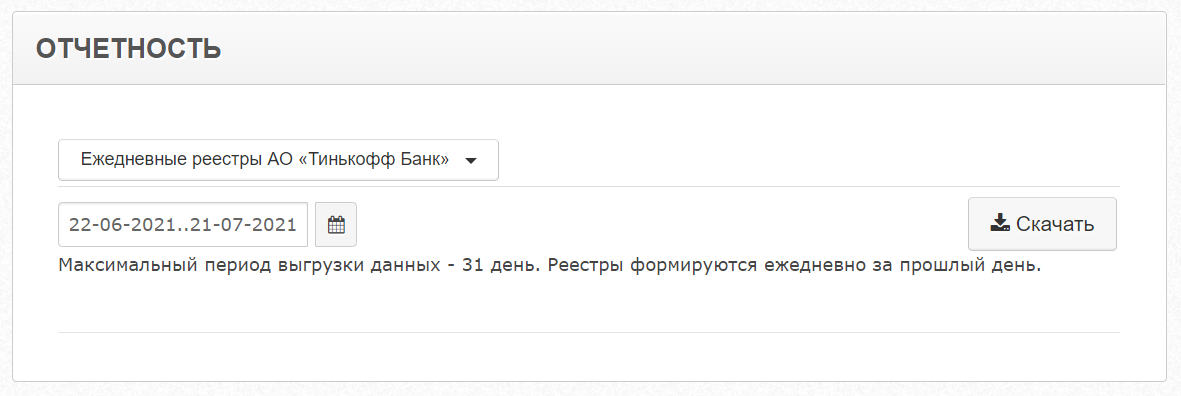 ОТЧЕТНОСТЬ
Ежедневные реестры АО «Тинькофф Банк»
22-06-2021..21-07-2021
Скачать
Максимальный период выгрузки данных - 31 день. Реестры формируются ежедневно за прошлый день.